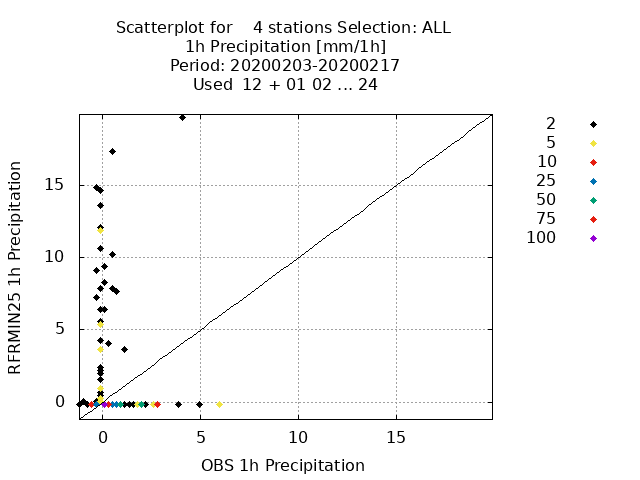 Scatterplot for    4 stations Selection: ALL
1h Precipitation [mm/1h]
Period: 20200203-20200217
Used  12 + 01 02 ... 24
2
5
10
25
50
75
100
RFRMIN25 1h Precipitation
15
10
5
0
0 5 10 15
OBS 1h Precipitation